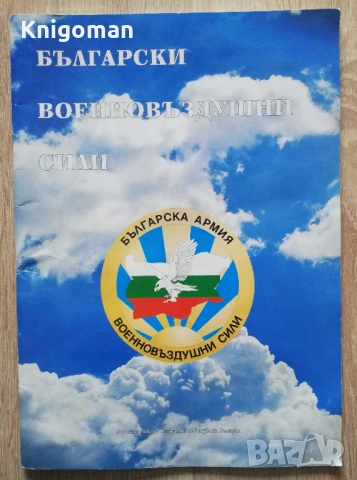 Knigoman
БЪЛГАРСКИ
ВОЕННОВЪЗДУШНИ
СИЛИ
БЪЛГАРСКА АРМИЯ
ВОЕННОВЪЗДУШНИ СИЛИ
BAZAR